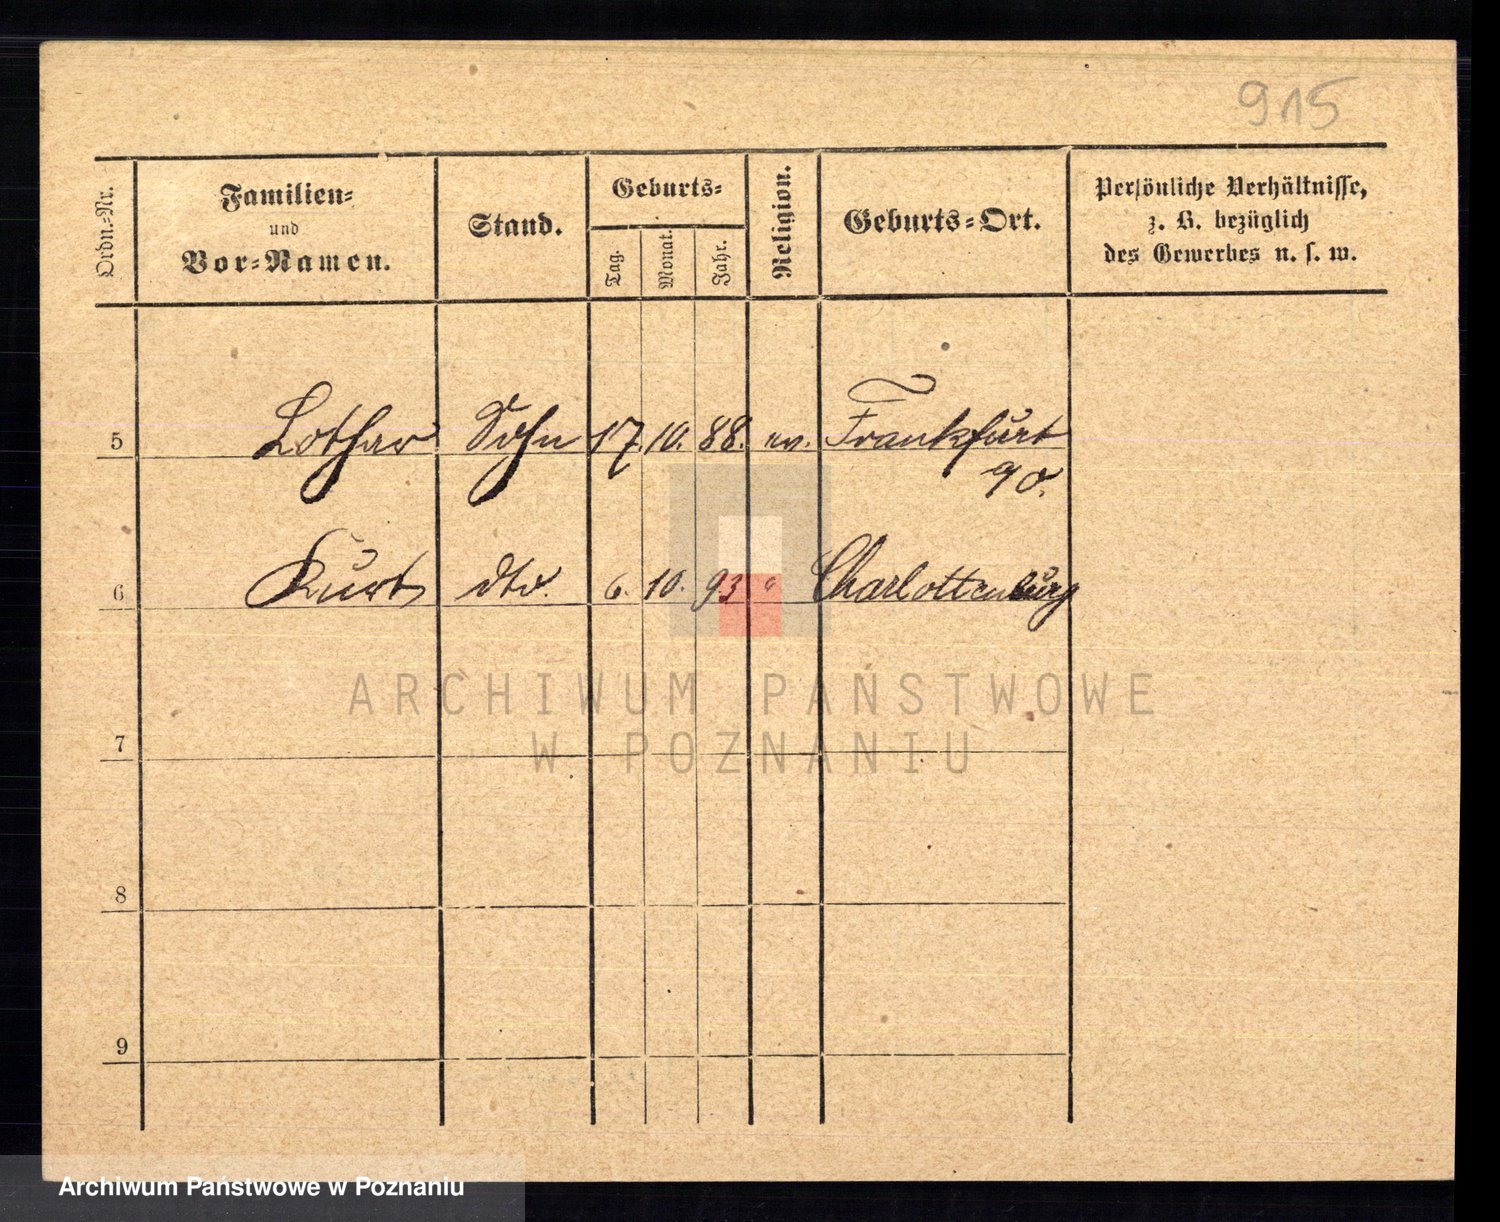 915
Ordn.-Nr.
Familien-
und
Vor-Namen.
Stand.
Geburts-
Tag.
Monat.
Jahr.
Religion.
Geburts-Ort.
Persönliche Verhältnisse,
z. B. bezüglich
des Gewerbes u. s. w.
5 Lothar Sohn 17. 10. 88. ev. Frankfurt
a/O.
6 Kurt dto. 6. 10. 93 " Charlottenburg
ARCHIWUM PAŃSTWOWE
W POZNANIU
7
8
9
Archiwum Państwowe w Poznaniu